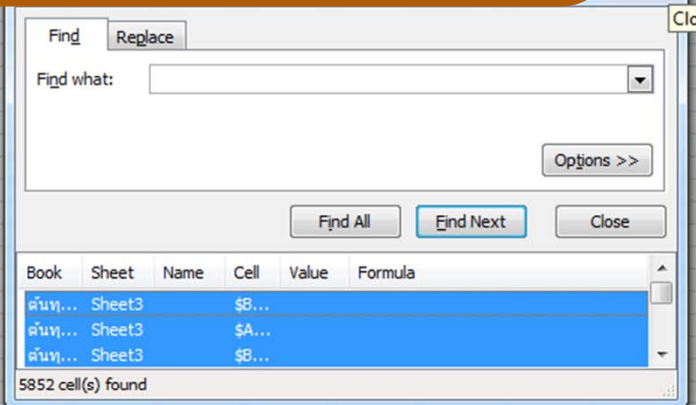 Clo
Find Replace
Find what:
Options >>
Find All Find Next Close
Book Sheet Name Cell Value Formula
ต้นทุ... Sheet3 $B...
ต้นทุ... Sheet3 $A...
ต้นทุ... Sheet3 $B...
5852 cell(s) found